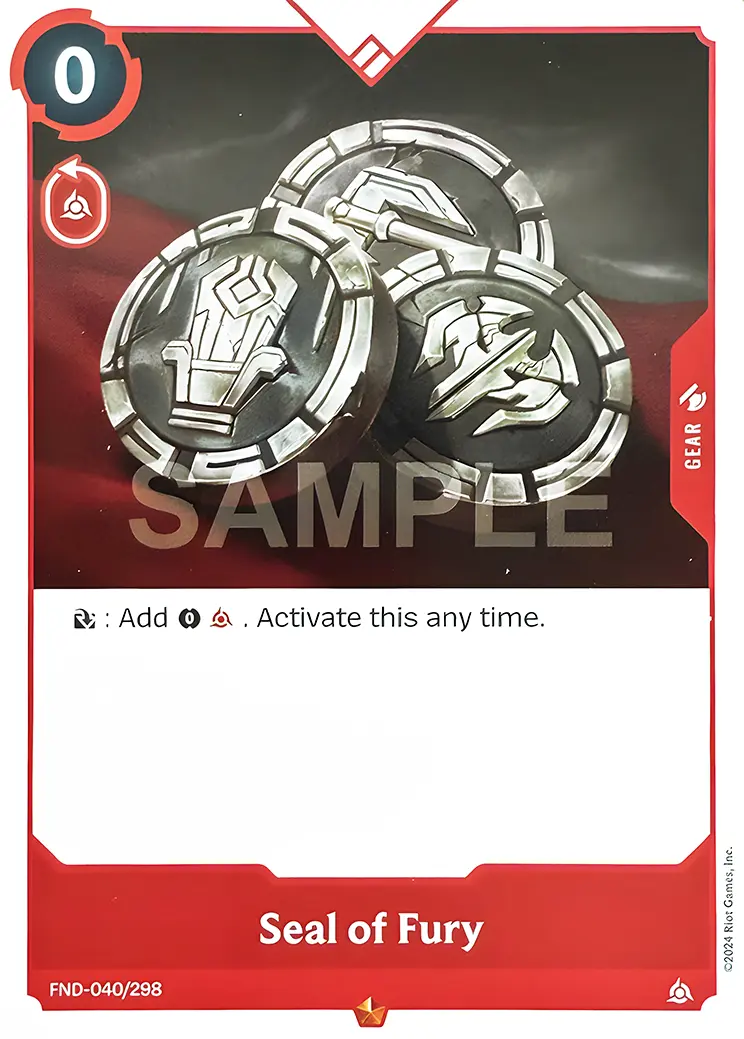 0
GEAR
SAMPLE
: Add 0 . Activate this any time.
Seal of Fury
FND-040/298
©2024 Riot Games, Inc.